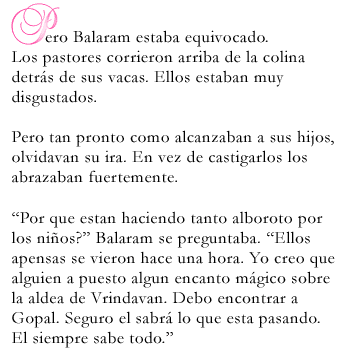 Pero Balaram estaba equivocado.
Los pastores corrieron arriba de la colina
detrás de sus vacas. Ellos estaban muy
disgustados.

Pero tan pronto como alcanzaban a sus hijos,
olvidavan su ira. En vez de castigarlos los
abrazaban fuertemente.

“Por que estan haciendo tanto alboroto por
los niños?” Balaram se preguntaba. “Ellos
apensas se vieron hace una hora. Yo creo que
alguien a puesto algun encanto mágico sobre
la aldea de Vrindavan. Debo encontrar a
Gopal. Seguro el sabrá lo que esta pasando.
El siempre sabe todo.”